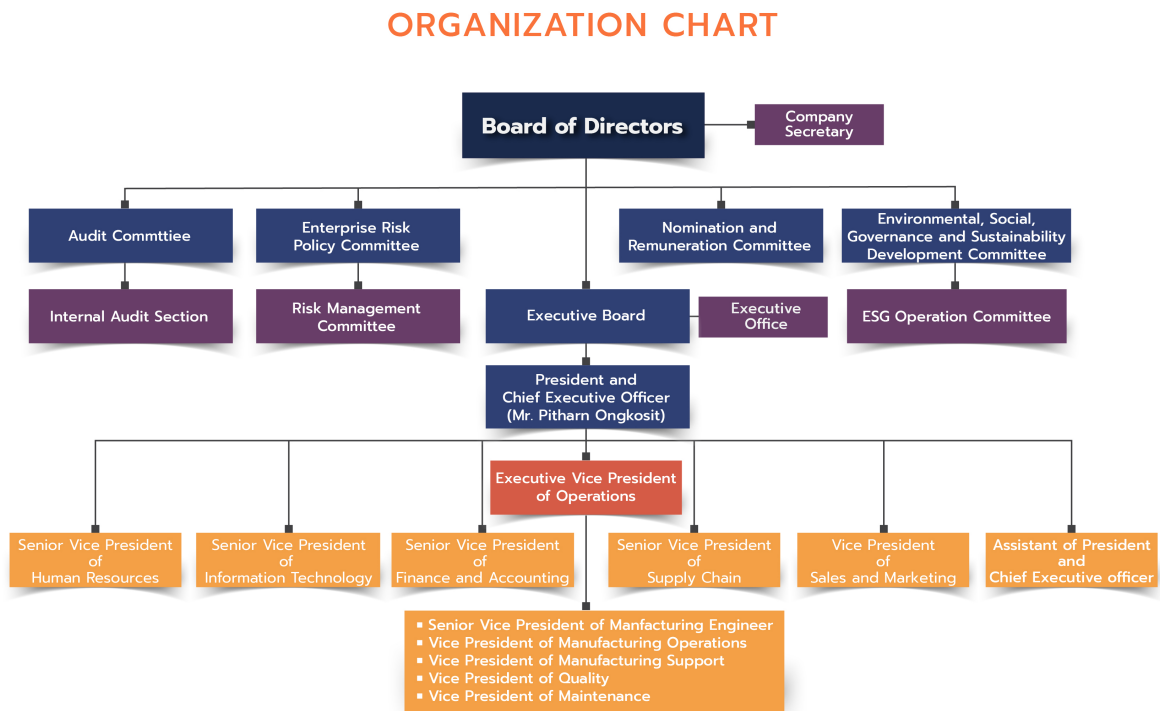 ORGANIZATION CHART
Board of Directors
Company
Secretary
Audit Commttiee
Enterprise Risk
Policy Committee
Nomination and
Remuneration Committee
Environmental, Social,
Governance and Sustainability
Development Committee
Internal Audit Section
Risk Management
Committee
Executive Board
Executive
Office
ESG Operation Committee
President and
Chief Executive Officer
(Mr. Pitharn Ongkosit)
Executive Vice President
of Operations
Senior Vice President
of
Human Resources
Senior Vice President
of
Information Technology
Senior Vice President
of
Finance and Accounting
Senior Vice President
of
Supply Chain
Vice President
of
Sales and Marketing
Assistant of President
and
Chief Executive officer
▪ Senior Vice President of Manfacturing Engineer
▪ Vice President of Manufacturing Operations
▪ Vice President of Manufacturing Support
▪ Vice President of Quality
▪ Vice President of Maintenance